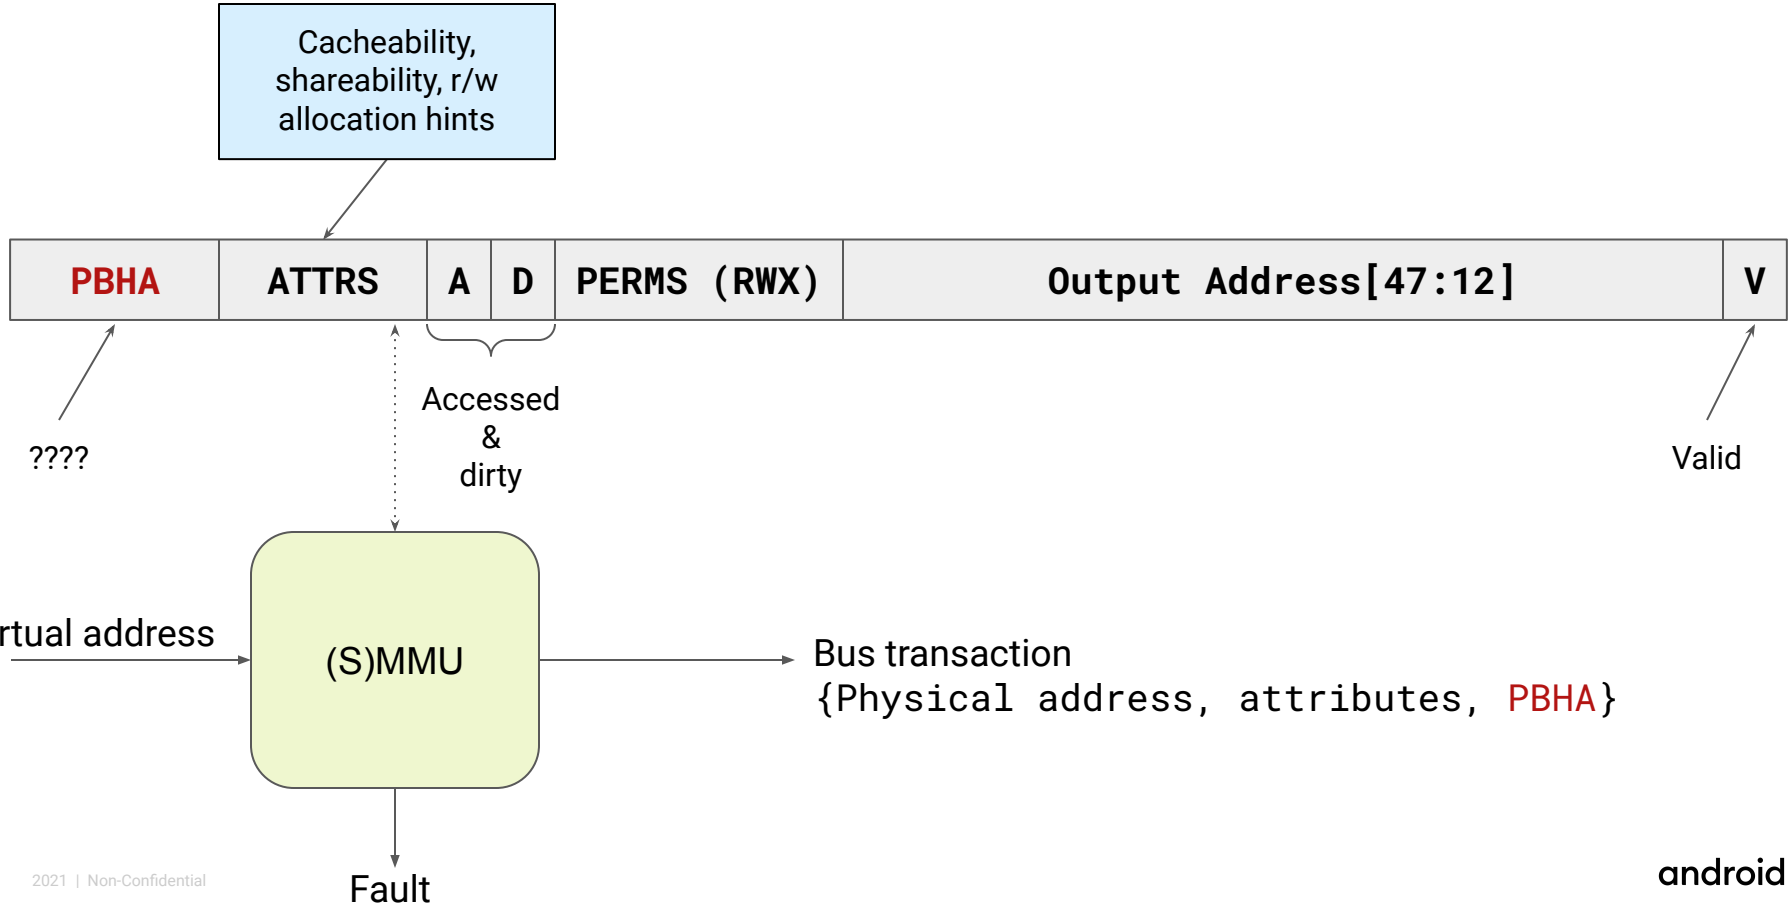 Cacheability,
shareability, r/w
allocation hints
PBHA ATTRS A D PERMS (RWX) Output Address[47:12] V
Accessed
&
dirty
????
Valid
rtual address
(S)MMU
Bus transaction
{Physical address, attributes, PBHA}
Fault
2021 | Non-Confidential
android